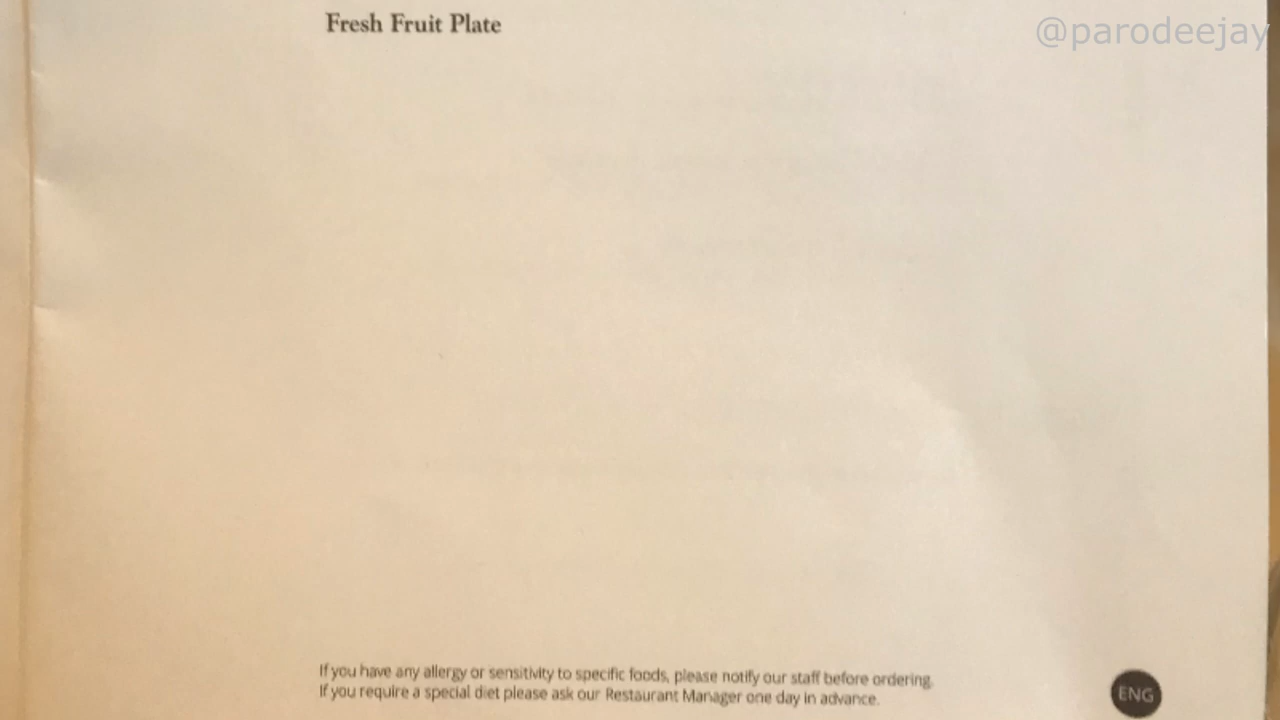 Fresh Fruit Plate
@parodeejay
If you have any allergy or sensitivity to specific foods, please notify our staff before ordering.
If you require a special diet please ask our Restaurant Manager one day in advance.
ENG